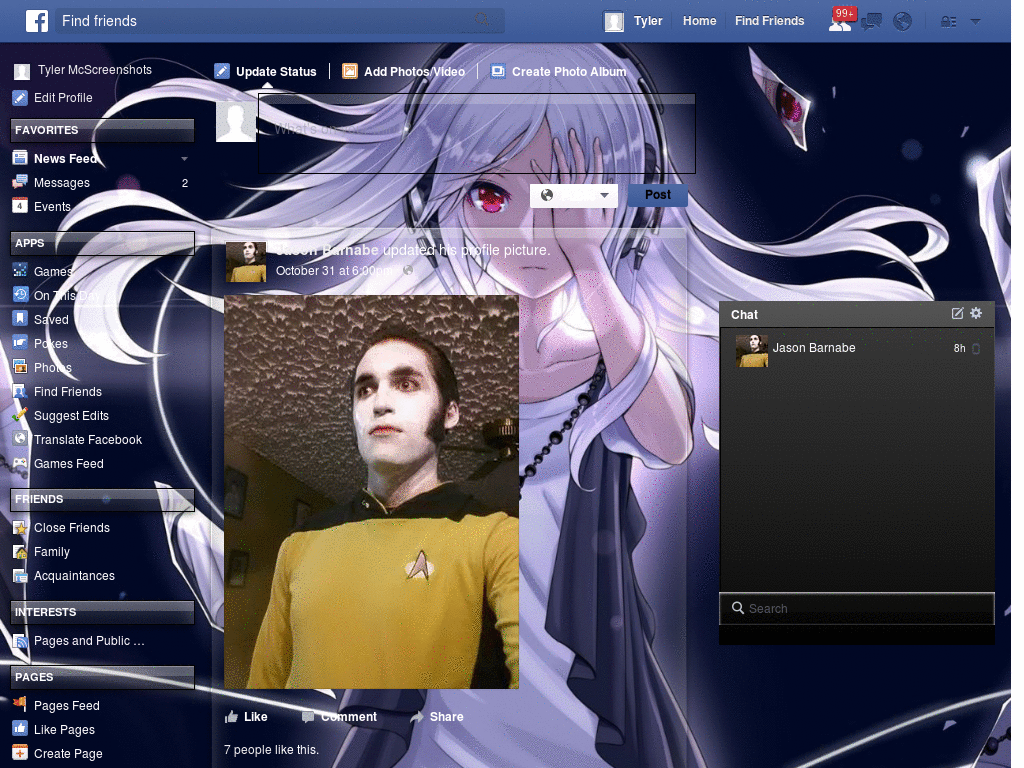 Find friends
Tyler
Home
Find Friends
99+
Tyler McScreenshots
Edit Profile
FAVORITES
News Feed
Messages
2
Events
4
APPS
Games
On This Day
Saved
Pokes
Photos
Find Friends
Suggest Edits
Translate Facebook
Games Feed
FRIENDS
Close Friends
Family
Acquaintances
INTERESTS
Pages and Public ...
PAGES
Pages Feed
Like Pages
Create Page
Update Status
Add Photos/Video
Create Photo Album
What's on
Post
Jason Barnabe updated his profile picture.
October 31 at 6:00pm
Like
Comment
Share
7 people like this.
Chat
Jason Barnabe
8h
Search